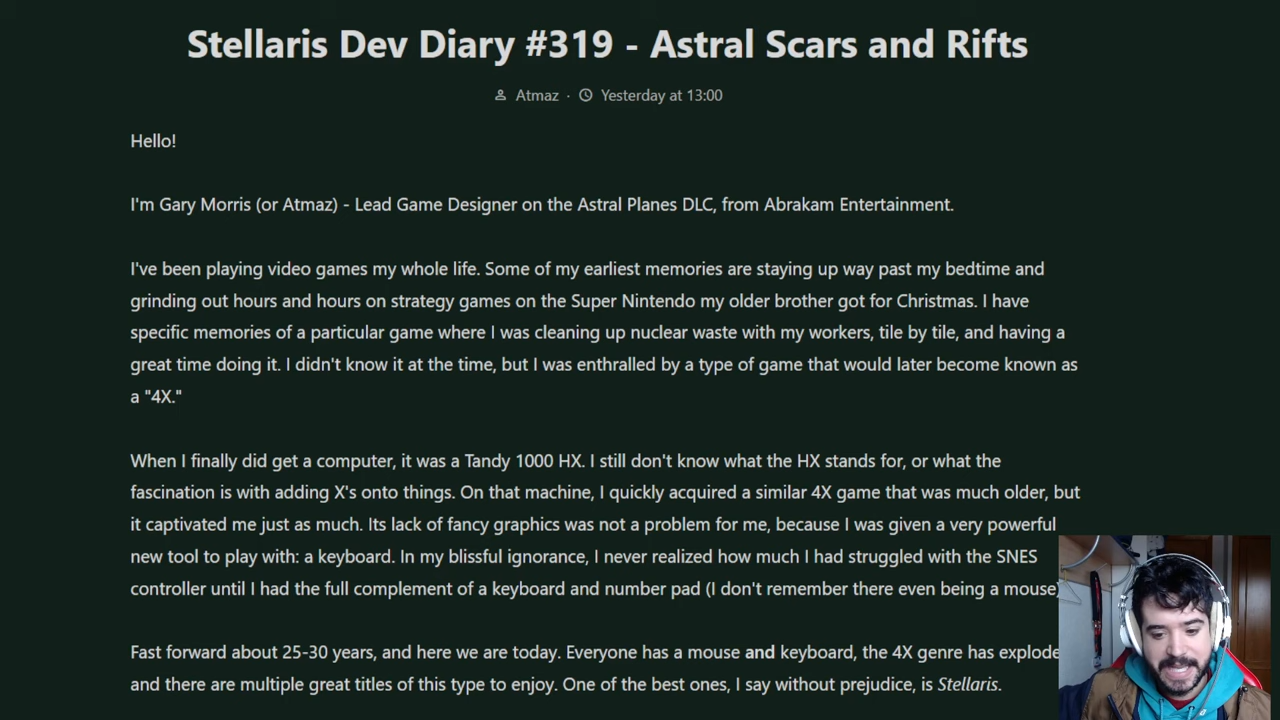 Stellaris Dev Diary #319 - Astral Scars and Rifts
Atmaz · Yesterday at 13:00
Hello!
I'm Gary Morris (or Atmaz) - Lead Game Designer on the Astral Planes DLC, from Abrakam Entertainment.
I've been playing video games my whole life. Some of my earliest memories are staying up way past my bedtime and
grinding out hours and hours on strategy games on the Super Nintendo my older brother got for Christmas. I have
specific memories of a particular game where I was cleaning up nuclear waste with my workers, tile by tile, and having a
great time doing it. I didn't know it at the time, but I was enthralled by a type of game that would later become known as
a "4X."
When I finally did get a computer, it was a Tandy 1000 HX. I still don't know what the HX stands for, or what the
fascination is with adding X's onto things. On that machine, I quickly acquired a similar 4X game that was much older, but
it captivated me just as much. Its lack of fancy graphics was not a problem for me, because I was given a very powerful
new tool to play with: a keyboard. In my blissful ignorance, I never realized how much I had struggled with the SNES
controller until I had the full complement of a keyboard and number pad (I don't remember there even being a mouse)
Fast forward about 25-30 years, and here we are today. Everyone has a mouse and keyboard, the 4X genre has explode
and there are multiple great titles of this type to enjoy. One of the best ones, I say without prejudice, is Stellaris.